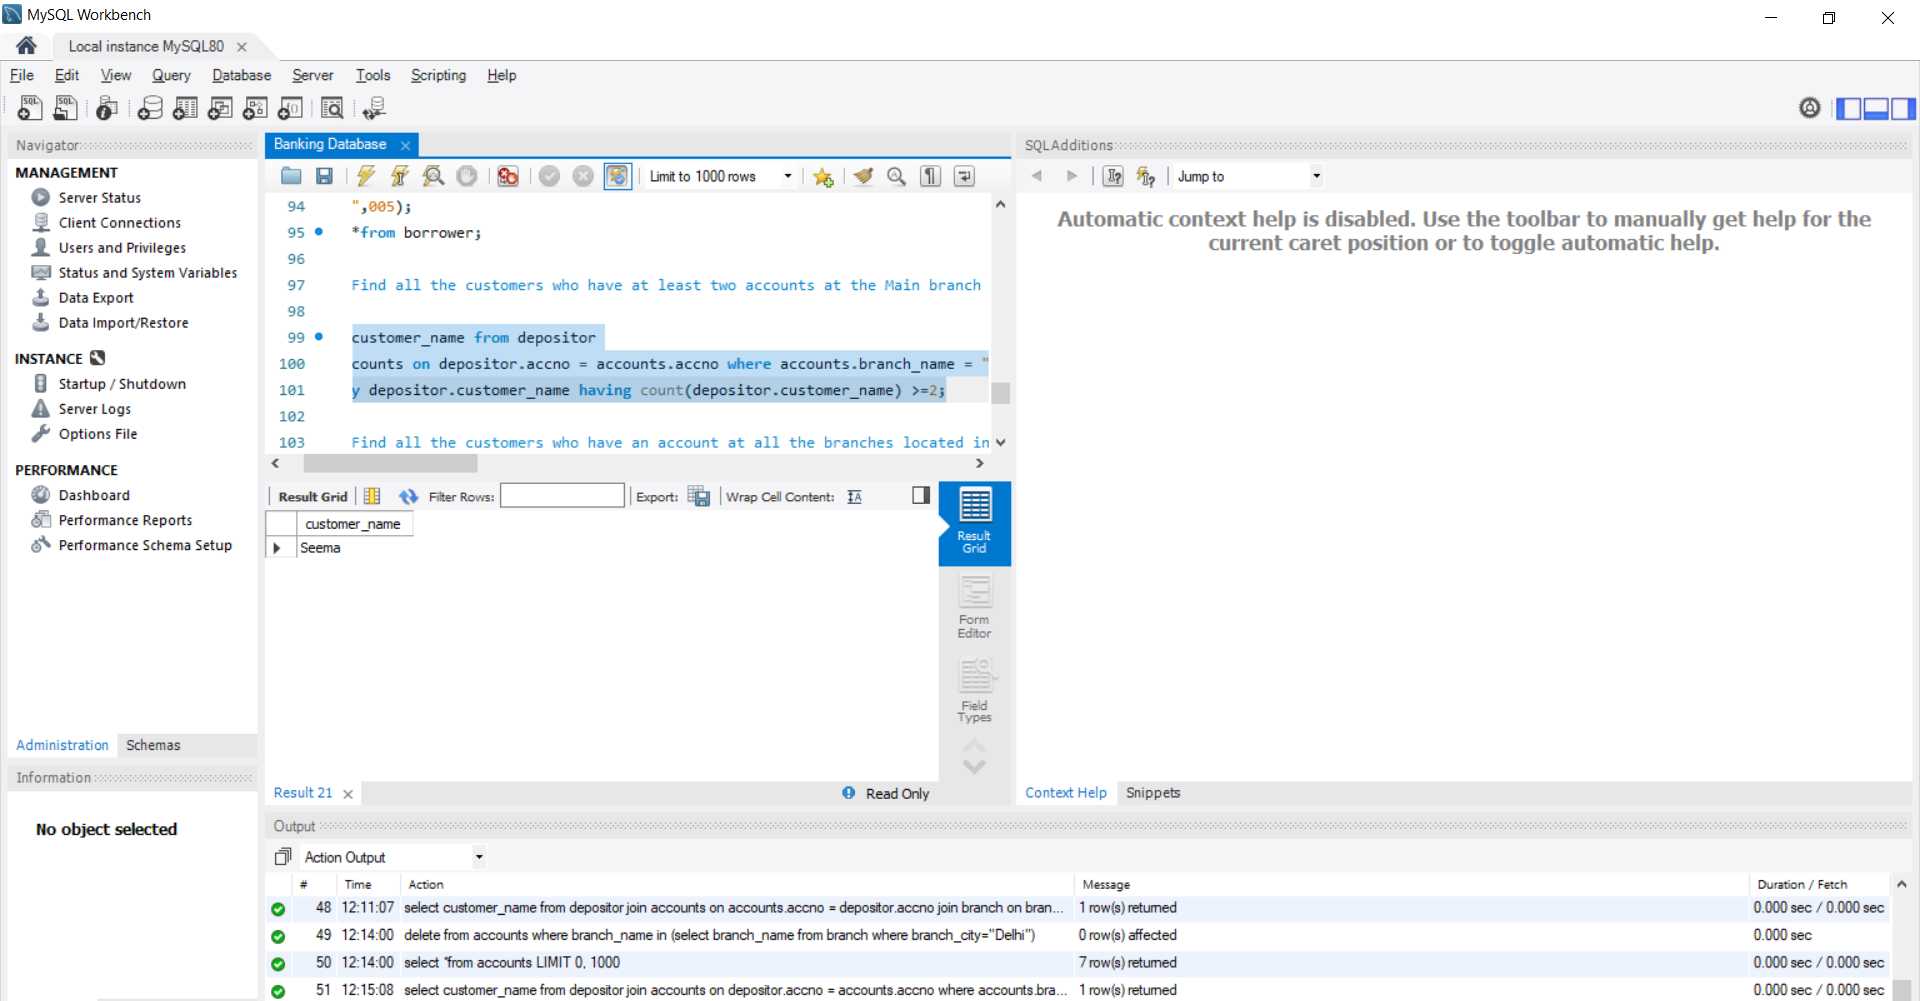 MySQL Workbench
Local instance MySQL80
File Edit View Query Database Server Tools Scripting Help
Navigator
MANAGEMENT
Server Status
Client Connections
Users and Privileges
Status and System Variables
Data Export
Data Import/Restore
INSTANCE
Startup / Shutdown
Server Logs
Options File
PERFORMANCE
Dashboard
Performance Reports
Performance Schema Setup
Administration Schemas
Information
No object selected
Banking Database
Limit to 1000 rows
94 ",005);
95 *from borrower;
96
97 Find all the customers who have at least two accounts at the Main branch
98
99 customer_name from depositor
100 counts on depositor.accno = accounts.accno where accounts.branch_name = "
101 y depositor.customer_name having count(depositor.customer_name) >=2;
102
103 Find all the customers who have an account at all the branches located in
Result Grid Filter Rows: Export: Wrap Cell Content:
customer_name
Seema
Result
Grid
Form
Editor
Field
Types
Result 21
Read Only
SQLAdditions
Jump to
Automatic context help is disabled. Use the toolbar to manually get help for the
current caret position or to toggle automatic help.
Context Help Snippets
Output
Action Output
# Time Action Message Duration / Fetch
48 12:11:07 select customer_name from depositor join accounts on accounts.accno = depositor.accno join branch on bran... 1 row(s) returned 0.000 sec / 0.000 sec
49 12:14:00 delete from accounts where branch_name in (select branch_name from branch where branch_city="Delhi") 0 row(s) affected 0.000 sec
50 12:14:00 select *from accounts LIMIT 0, 1000 7 row(s) returned 0.000 sec / 0.000 sec
51 12:15:08 select customer_name from depositor join accounts on depositor.accno = accounts.accno where accounts.bra... 1 row(s) returned 0.000 sec / 0.000 sec